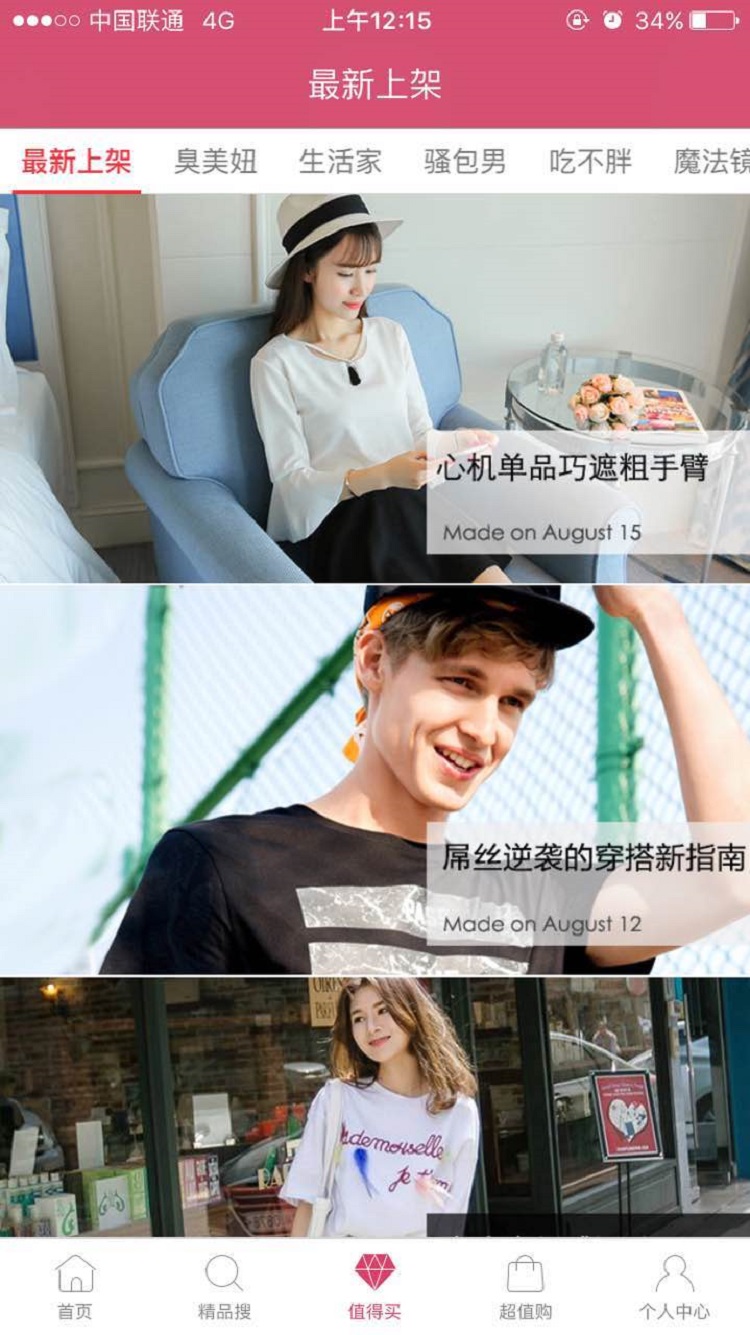 中国联通 4G 上午12:15 34%
最新上架
最新上架 臭美妞 生活家 骚包男 吃不胖 魔法镜
心机单品巧遮粗手臂
Made on August 15
屌丝逆袭的穿搭新指南
Made on August 12
mademoiselle
je t'aim
首页 精品搜 值得买 超值购 个人中心